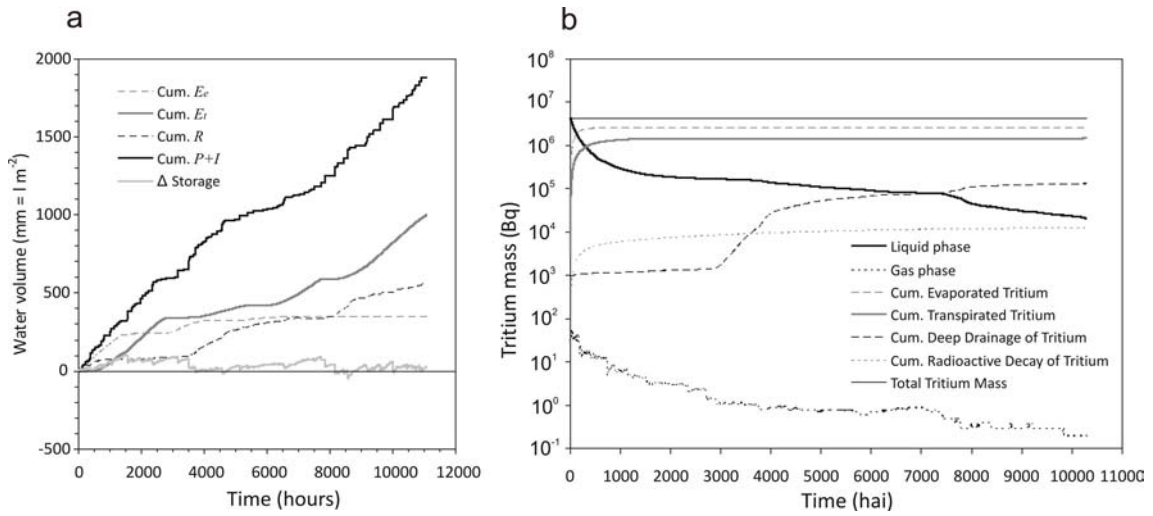 a
2000
1500
1000
500
0
-500
Water volume (mm = l m⁻²)
Cum. Eₑ
Cum. Eₜ
Cum. R
Cum. P+I
Δ Storage
0 2000 4000 6000 8000 10000 12000
Time (hours)
b
10⁸
10⁷
10⁶
10⁵
10⁴
10³
10²
10¹
10⁰
10⁻¹
Tritium mass (Bq)
Liquid phase
Gas phase
Cum. Evaporated Tritium
Cum. Transpirated Tritium
Cum. Deep Drainage of Tritium
Cum. Radioactive Decay of Tritium
Total Tritium Mass
0 1000 2000 3000 4000 5000 6000 7000 8000 9000 10000 11000
Time (hai)